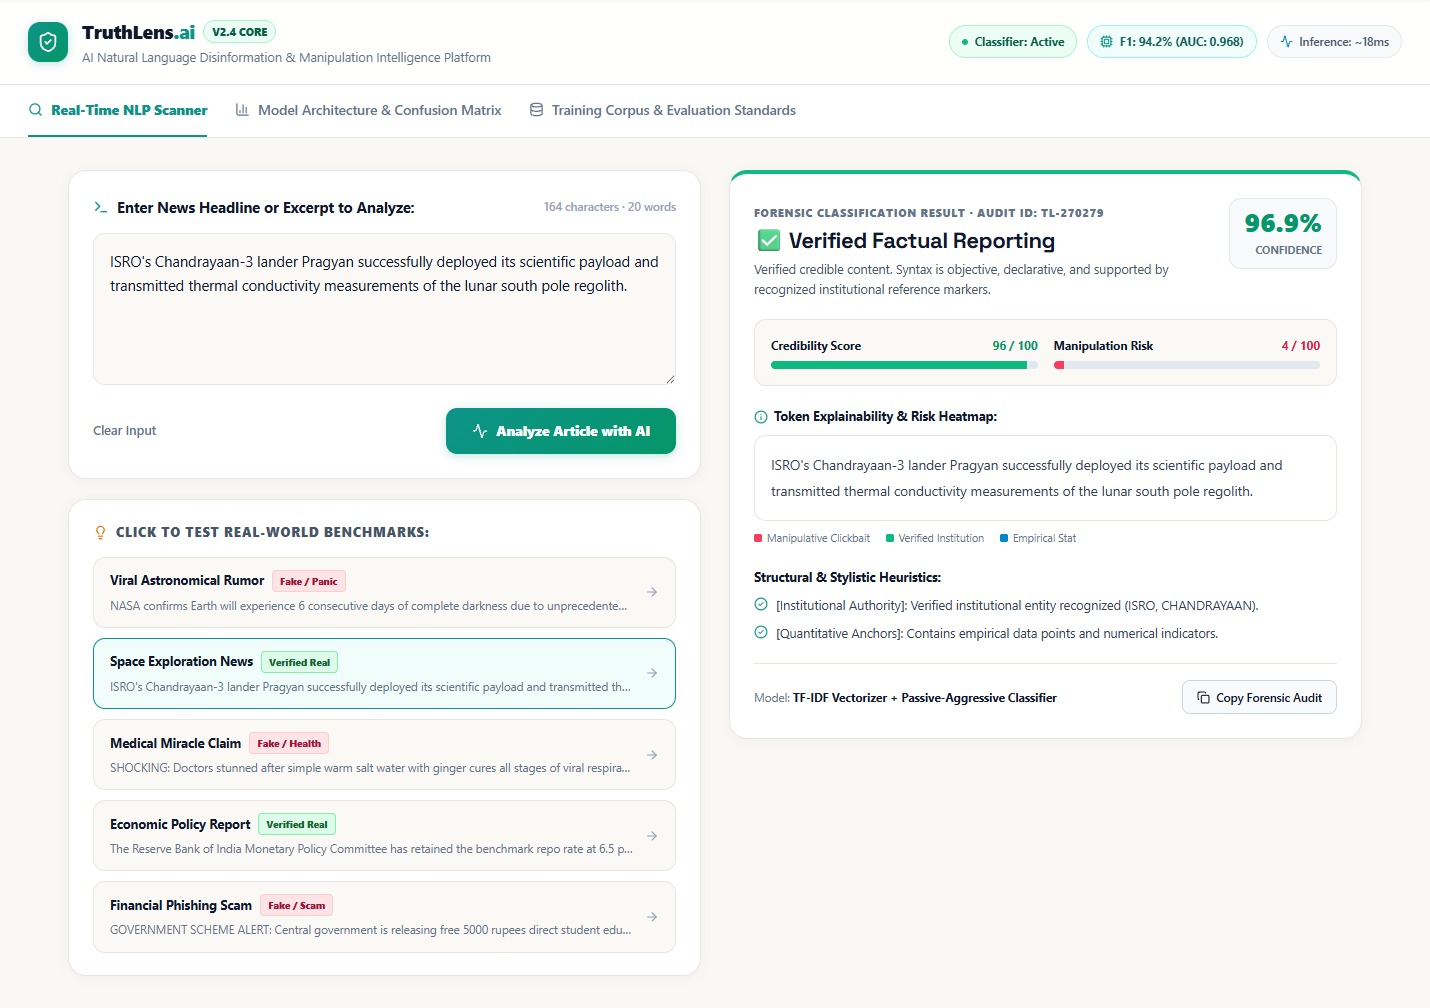 TruthLens.ai V2.4 CORE
AI Natural Language Disinformation & Manipulation Intelligence Platform
Classifier: Active
F1: 94.2% (AUC: 0.968)
Inference: ~18ms
Real-Time NLP Scanner
Model Architecture & Confusion Matrix
Training Corpus & Evaluation Standards
Enter News Headline or Excerpt to Analyze:
164 characters · 20 words
ISRO's Chandrayaan-3 lander Pragyan successfully deployed its scientific payload and
transmitted thermal conductivity measurements of the lunar south pole regolith.
Clear Input
Analyze Article with AI
CLICK TO TEST REAL-WORLD BENCHMARKS:
Viral Astronomical Rumor Fake / Panic
NASA confirms Earth will experience 6 consecutive days of complete darkness due to unprecedente...
Space Exploration News Verified Real
ISRO's Chandrayaan-3 lander Pragyan successfully deployed its scientific payload and transmitted th...
Medical Miracle Claim Fake / Health
SHOCKING: Doctors stunned after simple warm salt water with ginger cures all stages of viral respira...
Economic Policy Report Verified Real
The Reserve Bank of India Monetary Policy Committee has retained the benchmark repo rate at 6.5 p...
Financial Phishing Scam Fake / Scam
GOVERNMENT SCHEME ALERT: Central government is releasing free 5000 rupees direct student edu...
FORENSIC CLASSIFICATION RESULT · AUDIT ID: TL-270279
✅ Verified Factual Reporting
Verified credible content. Syntax is objective, declarative, and supported by
recognized institutional reference markers.
96.9%
CONFIDENCE
Credibility Score 96 / 100
Manipulation Risk 4 / 100
Token Explainability & Risk Heatmap:
ISRO's Chandrayaan-3 lander Pragyan successfully deployed its scientific payload and
transmitted thermal conductivity measurements of the lunar south pole regolith.
Manipulative Clickbait
Verified Institution
Empirical Stat
Structural & Stylistic Heuristics:
[Institutional Authority]: Verified institutional entity recognized (ISRO, CHANDRAYAAN).
[Quantitative Anchors]: Contains empirical data points and numerical indicators.
Model: TF-IDF Vectorizer + Passive-Aggressive Classifier
Copy Forensic Audit